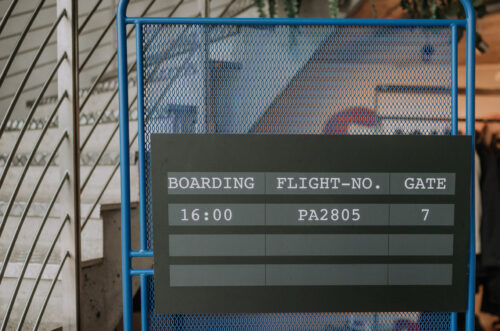 BOARDING FLIGHT-NO. GATE
16:00 PA2805 7